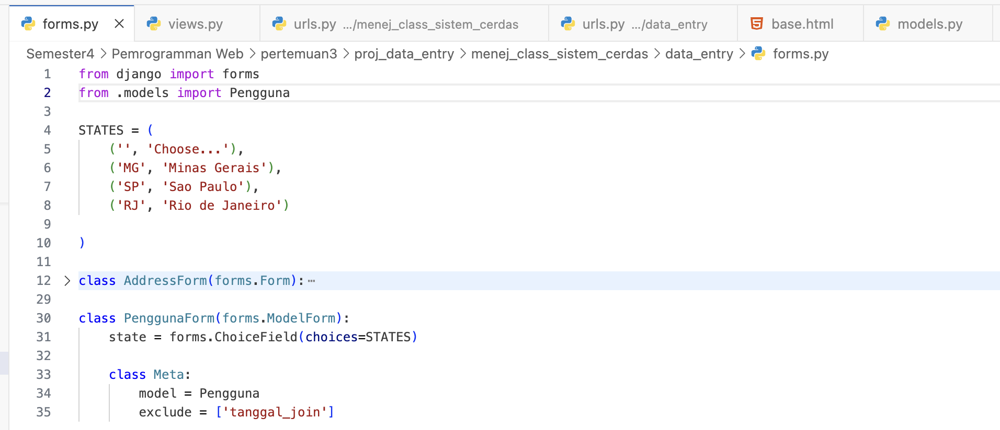 forms.py
views.py
urls.py .../menej_class_sistem_cerdas
urls.py .../data_entry
base.html
models.py
Semester4 > Pemrogramman Web > pertemuan3 > proj_data_entry > menej_class_sistem_cerdas > data_entry > forms.py
1 from django import forms
2 from .models import Pengguna
3
4 STATES = (
5     ('', 'Choose...'),
6     ('MG', 'Minas Gerais'),
7     ('SP', 'Sao Paulo'),
8     ('RJ', 'Rio de Janeiro')
9
10 )
11
12 > class AddressForm(forms.Form): ⋯
29
30 class PenggunaForm(forms.ModelForm):
31     state = forms.ChoiceField(choices=STATES)
32
33     class Meta:
34         model = Pengguna
35         exclude = ['tanggal_join']